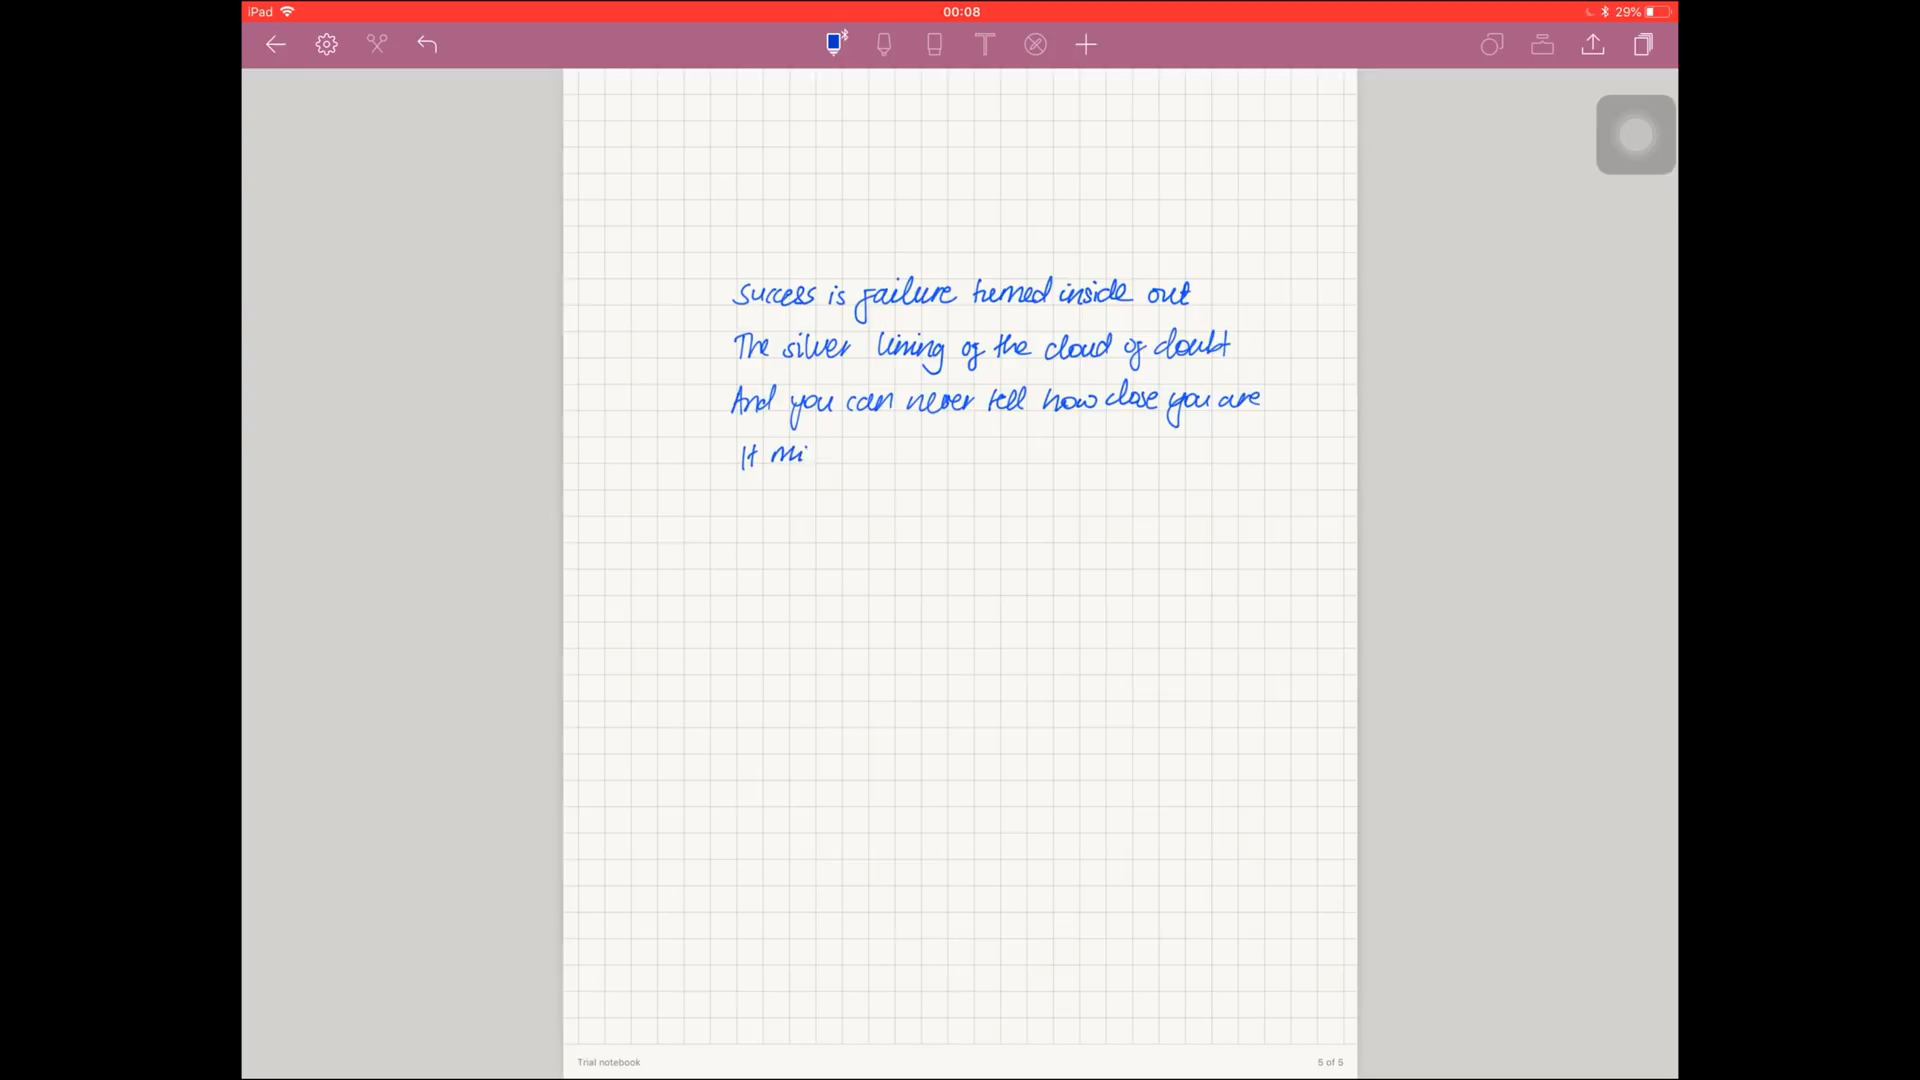 iPad 00:08 29%
Success is failure turned inside out
The silver lining of the cloud of doubt
And you can never tell how close you are
It mi
Trial notebook 5 of 5